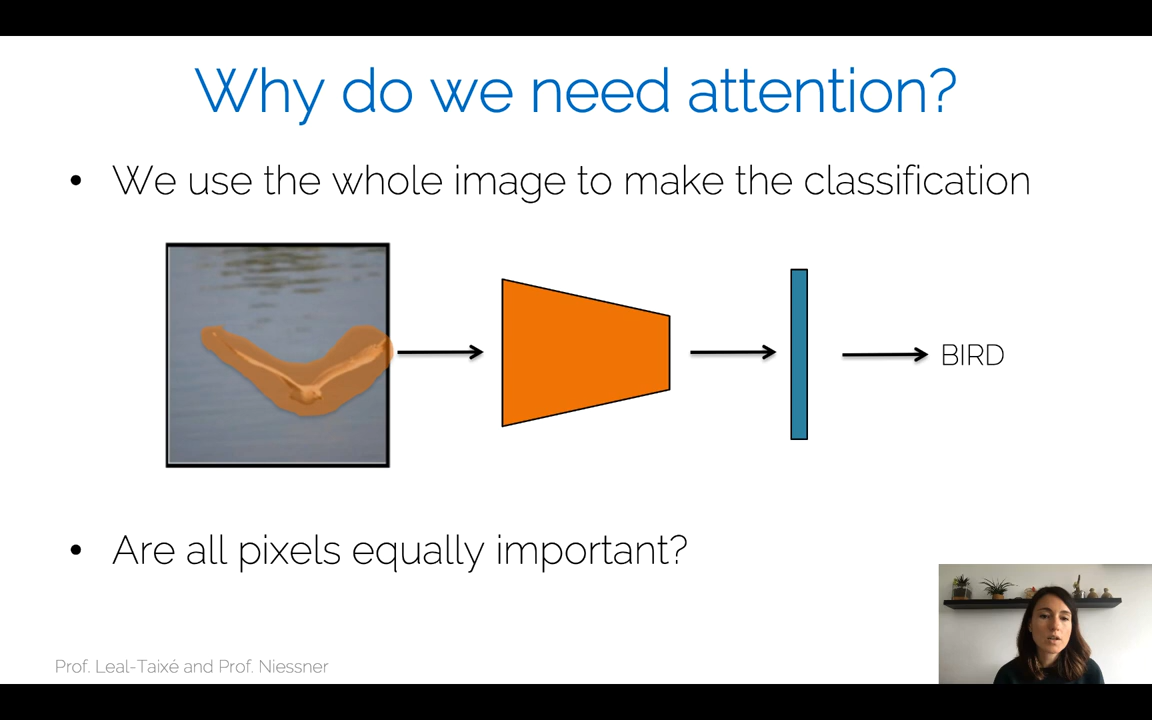 Why do we need attention?
• We use the whole image to make the classification
BIRD
• Are all pixels equally important?
Prof. Leal-Taixé and Prof. Niessner